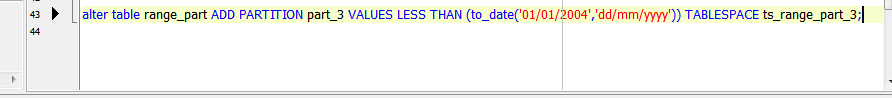 43 alter table range_part ADD PARTITION part_3 VALUES LESS THAN (to_date('01/01/2004','dd/mm/yyyy')) TABLESPACE ts_range_part_3;
44